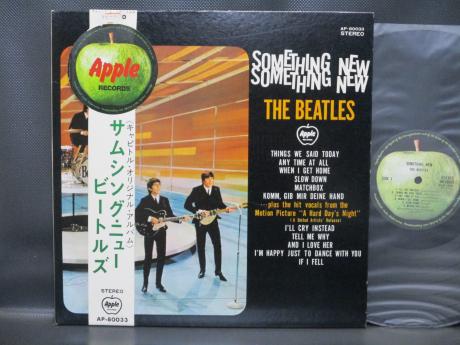 Apple
RECORDS
(キャピトル・オリジナル・アルバム)
サムシング・ニュー
ビートルズ
STEREO
Apple
AP-80033
AP-80033
STEREO
SOMETHING NEW
SOMETHING NEW
THE BEATLES
Apple
THINGS WE SAID TODAY
ANY TIME AT ALL
WHEN I GET HOME
SLOW DOWN
MATCHBOX
KOMM, GIB MIR DEINE HAND
...plus the hit vocals from the
Motion Picture "A Hard Day's Night"
(A United Artists Release)
I'LL CRY INSTEAD
TELL ME WHY
AND I LOVE HER
I'M HAPPY JUST TO DANCE WITH YOU
IF I FELL
SOMETHING NEW
THE BEATLES